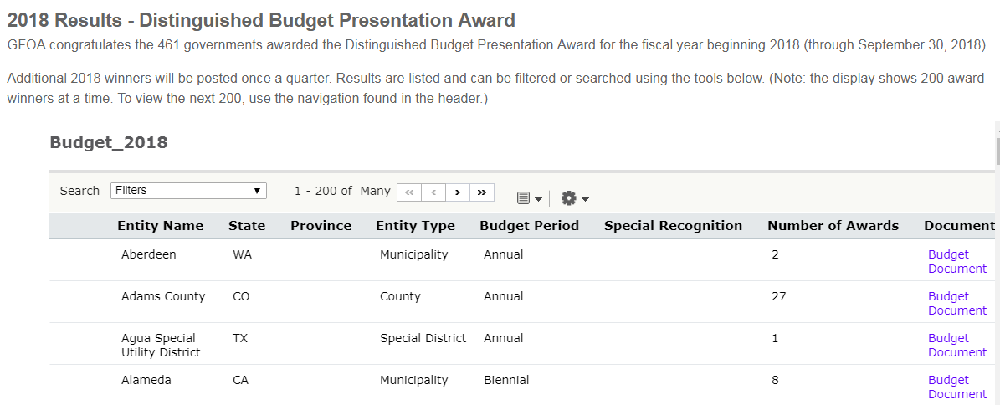 2018 Results - Distinguished Budget Presentation Award
GFOA congratulates the 461 governments awarded the Distinguished Budget Presentation Award for the fiscal year beginning 2018 (through September 30, 2018).
Additional 2018 winners will be posted once a quarter. Results are listed and can be filtered or searched using the tools below. (Note: the display shows 200 award
winners at a time. To view the next 200, use the navigation found in the header.)
Budget_2018
Search Filters 1 - 200 of Many
Entity Name State Province Entity Type Budget Period Special Recognition Number of Awards Document
Aberdeen WA Municipality Annual 2 Budget
Document
Adams County CO County Annual 27 Budget
Document
Agua Special TX Special District Annual 1 Budget
Utility District Document
Alameda CA Municipality Biennial 8 Budget
Document